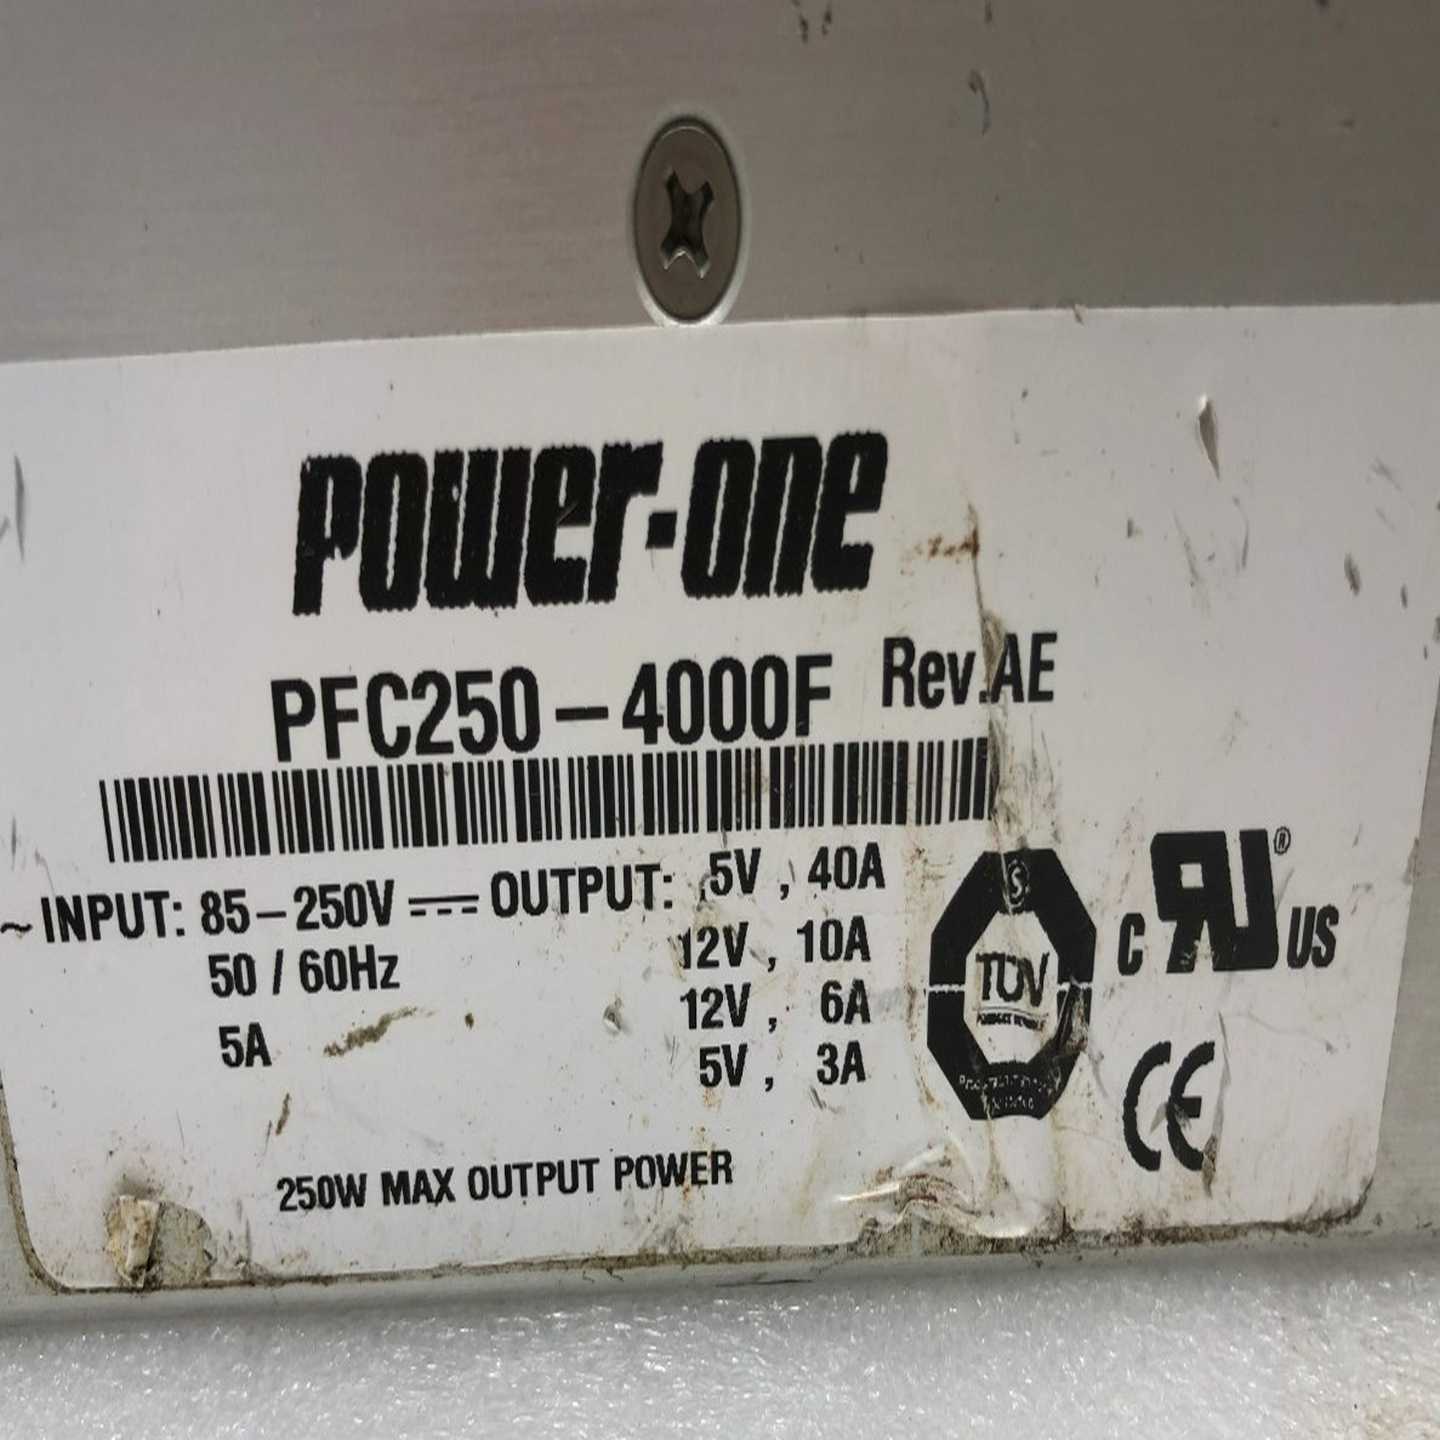 POWER-ONE
PFC250-4000F Rev.AE
~INPUT: 85-250V OUTPUT: 5V, 40A
50 / 60Hz 12V, 10A
12V, 6A
5A 5V, 3A
250W MAX OUTPUT POWER
S
TÜV
C RU ® US
CE